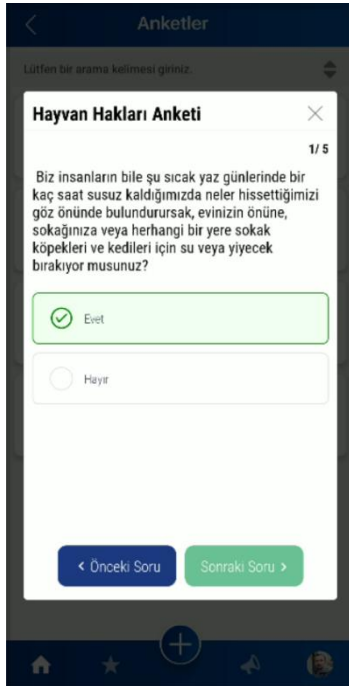 Anketler
Lütfen bir arama kelimesi giriniz.
Hayvan Hakları Anketi
1/ 5
Biz insanların bile şu sıcak yaz günlerinde bir
kaç saat susuz kaldığımızda neler hissettiğimizi
göz önünde bulundurursak, evinizin önüne,
sokağınıza veya herhangi bir yere sokak
köpekleri ve kedileri için su veya yiyecek
bırakıyor musunuz?
Evet
Hayır
< Önceki Soru
Sonraki Soru >